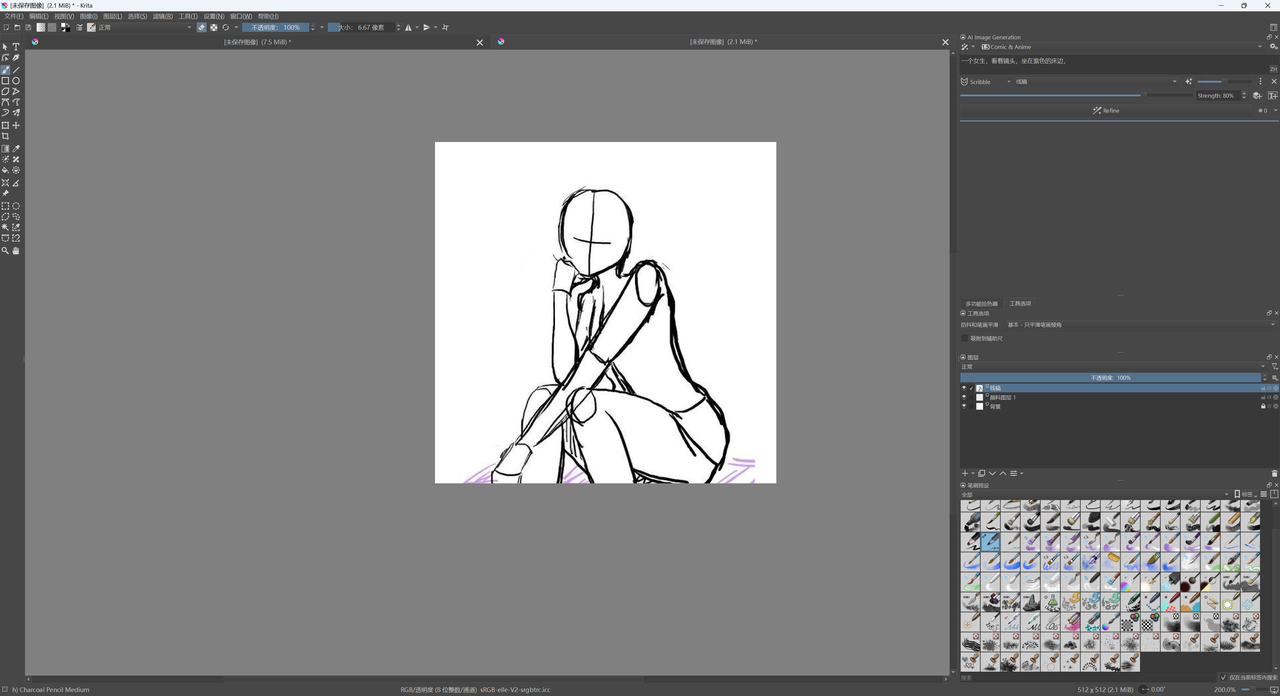 [未保存图像] (2.1 MiB) * - Krita
文件(F) 编辑(E) 视图(V) 图像(I) 图层(L) 选择(S) 滤镜(R) 工具(T) 设置(N) 窗口(W) 帮助(H)
正常 不透明度: 100% 大小: 6.67 像素
[未保存图像] (7.5 MiB) *
[未保存图像] (2.1 MiB) *
AI Image Generation
Comic & Anime
一个女生，看着镜头，坐在紫色的床边，
ZH
Scribble 线稿
Strength: 80%
Refine
0
多功能拾色器 工具选项
工具选项
防抖和笔画平滑 基本 - 只平滑笔画棱角
吸附到辅助尺
图层
正常
不透明度: 100%
线稿
颜料图层 1
背景
笔刷预设
全部 标签
搜索 仅在当前标签内搜索
h) Charcoal Pencil Medium
RGB/透明度 (8 位整数/通道) sRGB-elle-V2-srgbtrc.icc
512 x 512 (2.1 MiB)
0.00°
200.0%